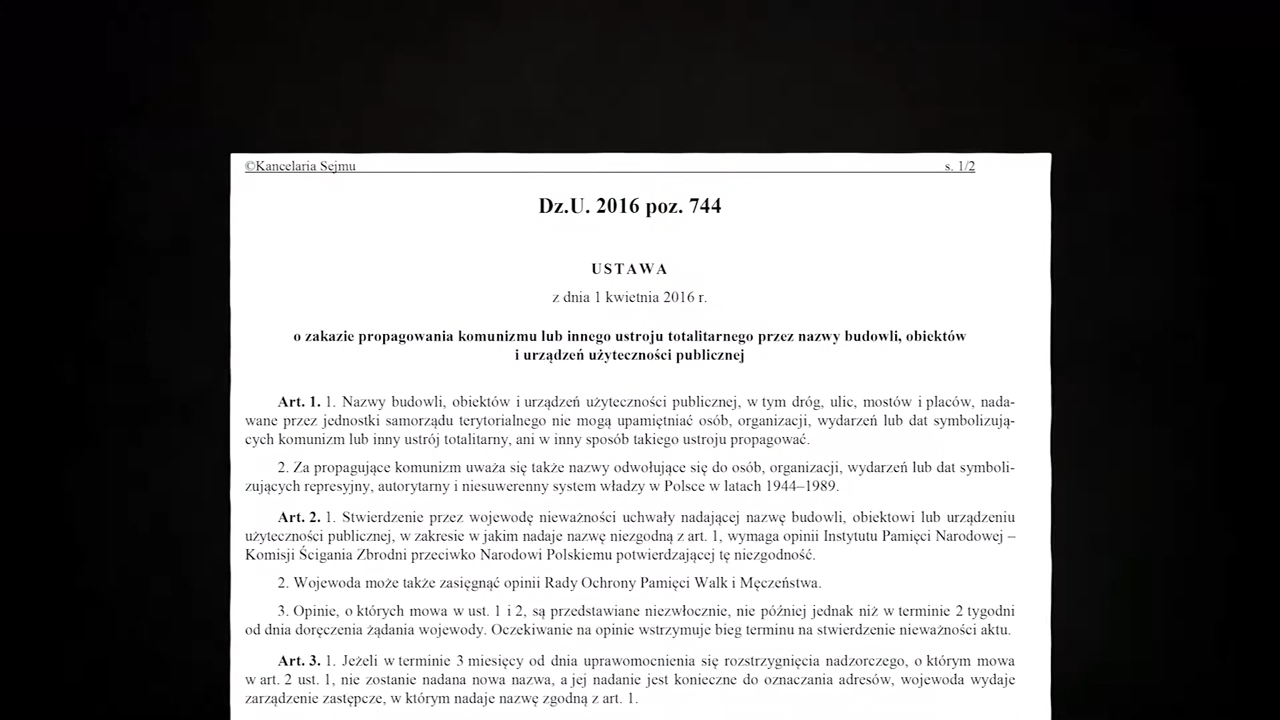 ©Kancelaria Sejmu s. 1/2
Dz.U. 2016 poz. 744
USTAWA
z dnia 1 kwietnia 2016 r.
o zakazie propagowania komunizmu lub innego ustroju totalitarnego przez nazwy budowli, obiektów
i urządzeń użyteczności publicznej
Art. 1. 1. Nazwy budowli, obiektów i urządzeń użyteczności publicznej, w tym dróg, ulic, mostów i placów, nada-
wane przez jednostki samorządu terytorialnego nie mogą upamiętniać osób, organizacji, wydarzeń lub dat symbolizują-
cych komunizm lub inny ustrój totalitarny, ani w inny sposób takiego ustroju propagować.
2. Za propagujące komunizm uważa się także nazwy odwołujące się do osób, organizacji, wydarzeń lub dat symboli-
zujących represyjny, autorytarny i niesuwerenny system władzy w Polsce w latach 1944–1989.
Art. 2. 1. Stwierdzenie przez wojewodę nieważności uchwały nadającej nazwę budowli, obiektowi lub urządzeniu
użyteczności publicznej, w zakresie w jakim nadaje nazwę niezgodną z art. 1, wymaga opinii Instytutu Pamięci Narodowej –
Komisji Ścigania Zbrodni przeciwko Narodowi Polskiemu potwierdzającej tę niezgodność.
2. Wojewoda może także zasięgnąć opinii Rady Ochrony Pamięci Walk i Męczeństwa.
3. Opinie, o których mowa w ust. 1 i 2, są przedstawiane niezwłocznie, nie później jednak niż w terminie 2 tygodni
od dnia doręczenia żądania wojewody. Oczekiwanie na opinie wstrzymuje bieg terminu na stwierdzenie nieważności aktu.
Art. 3. 1. Jeżeli w terminie 3 miesięcy od dnia uprawomocnienia się rozstrzygnięcia nadzorczego, o którym mowa
w art. 2 ust. 1, nie zostanie nadana nowa nazwa, a jej nadanie jest konieczne do oznaczania adresów, wojewoda wydaje
zarządzenie zastępcze, w którym nadaje nazwę zgodną z art. 1.